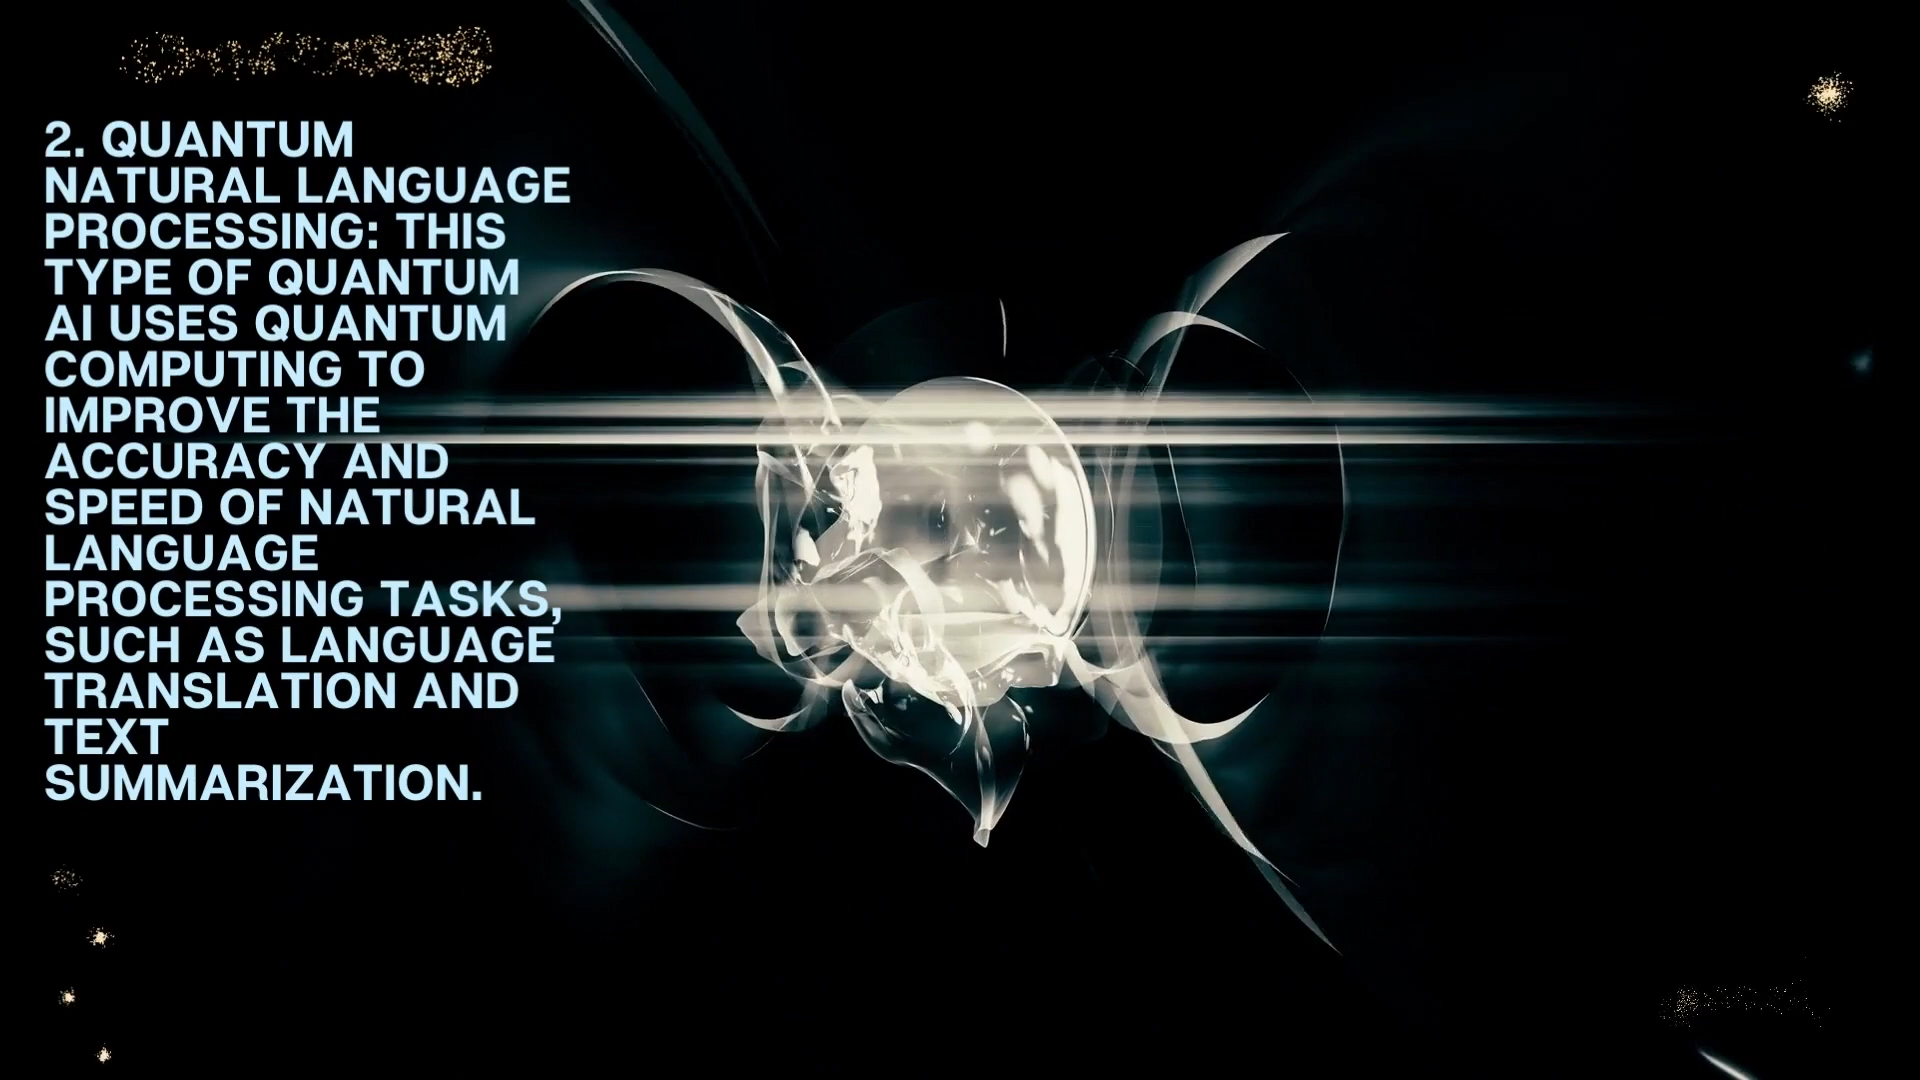 2. QUANTUM
NATURAL LANGUAGE
PROCESSING: THIS
TYPE OF QUANTUM
AI USES QUANTUM
COMPUTING TO
IMPROVE THE
ACCURACY AND
SPEED OF NATURAL
LANGUAGE
PROCESSING TASKS,
SUCH AS LANGUAGE
TRANSLATION AND
TEXT
SUMMARIZATION.